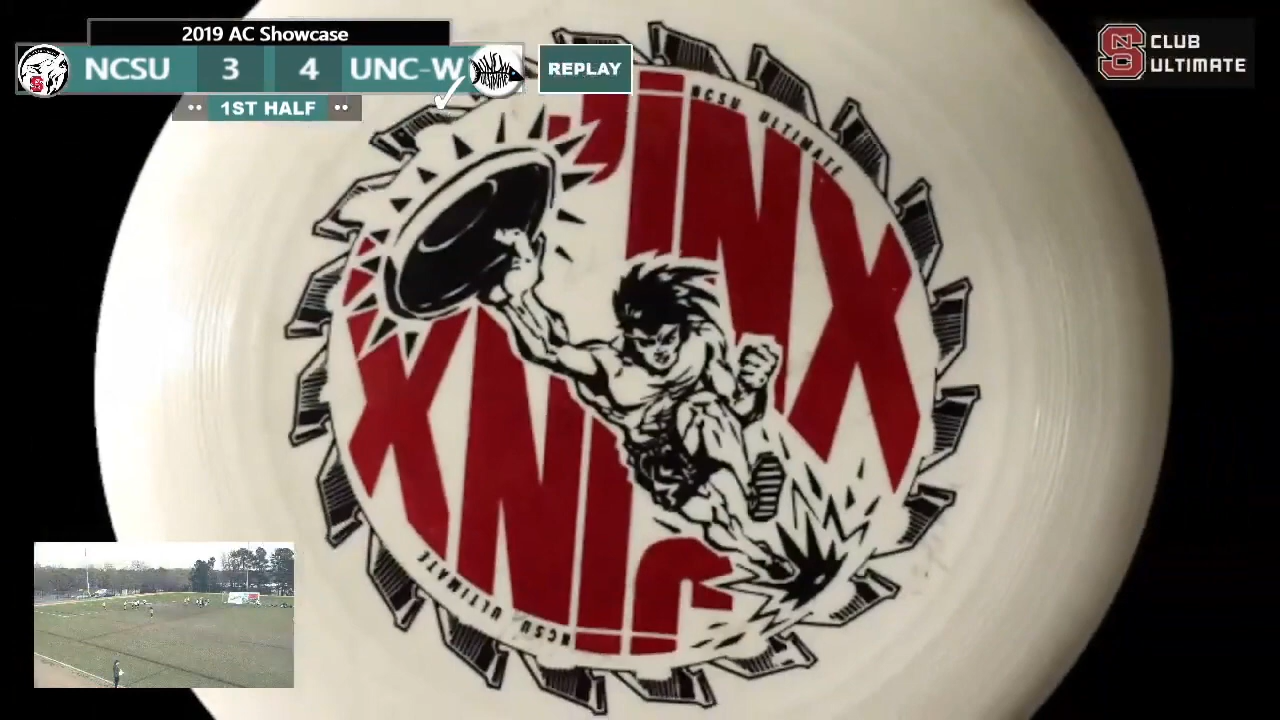 2019 AC Showcase
NCSU 3 4 UNC-W
REPLAY
1ST HALF
CLUB
ULTIMATE
NCSU ULTIMATE
JINX
JINX
NCSU ULTIMATE